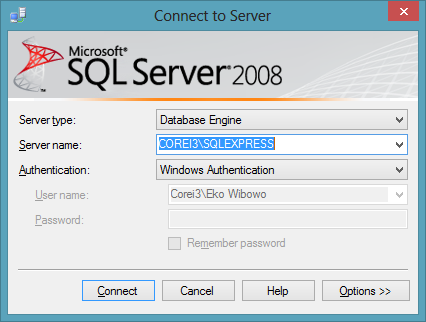 Connect to Server
Microsoft®
SQL Server® 2008
Server type: Database Engine
Server name: COREI3\SQLEXPRESS
Authentication: Windows Authentication
User name: Corei3\Eko Wibowo
Password:
Remember password
Connect Cancel Help Options >>